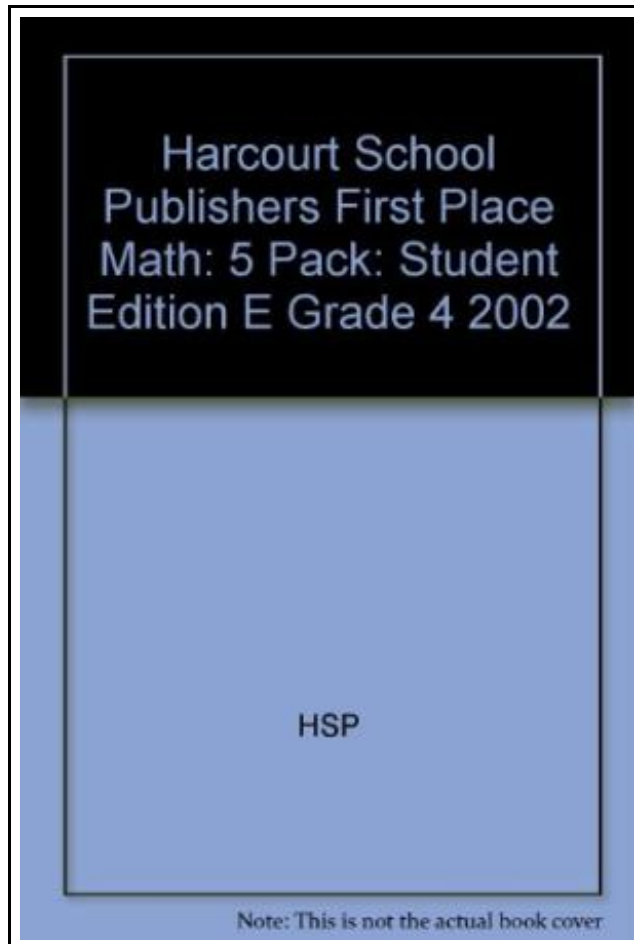 Harcourt School
Publishers First Place
Math: 5 Pack: Student
Edition E Grade 4 2002
HSP
Note: This is not the actual book cover